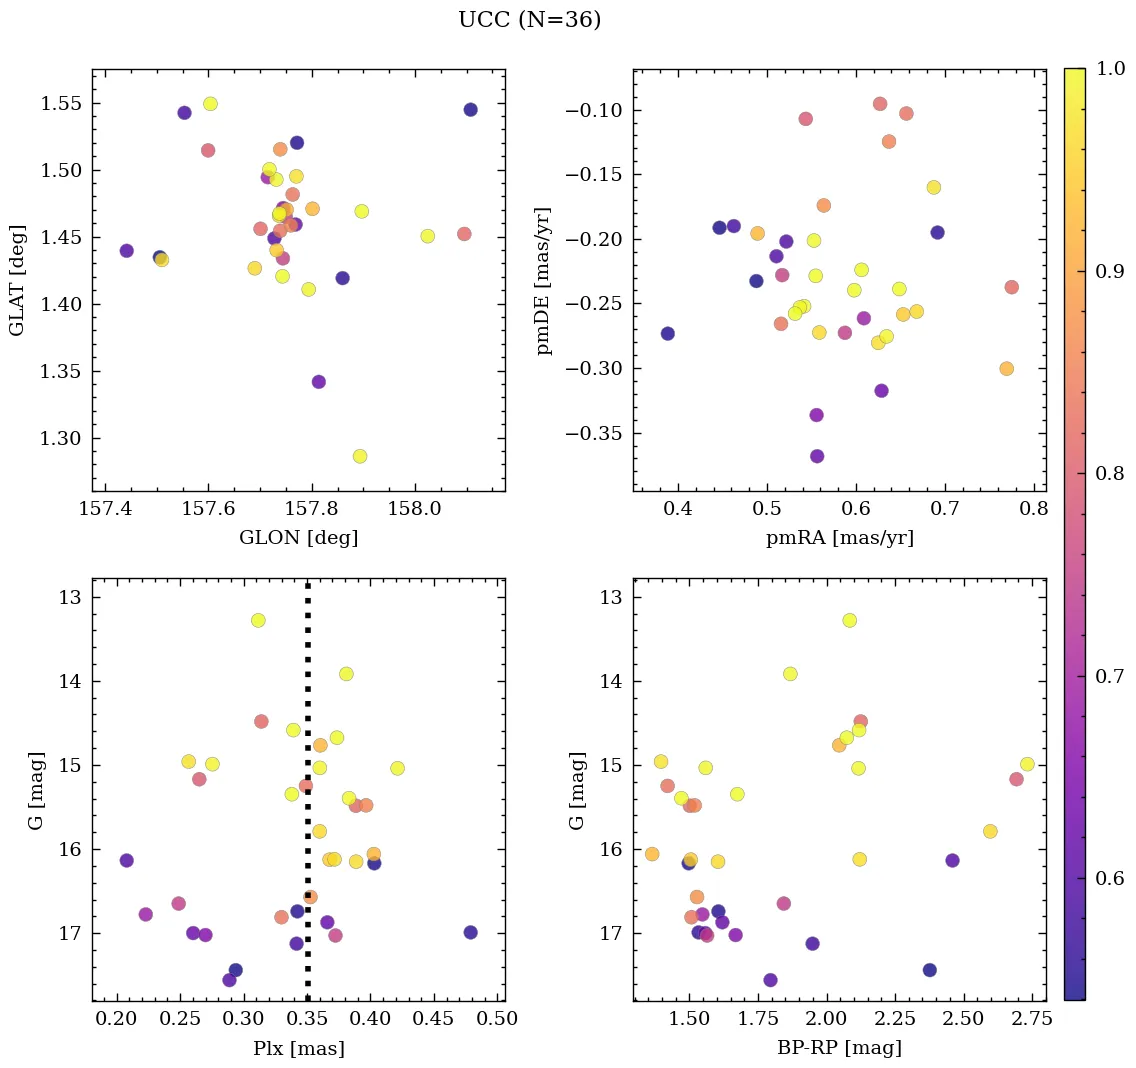 UCC (N=36)
1.55
1.50
1.45
1.40
1.35
1.30
GLAT [deg]
157.4 157.6 157.8 158.0
GLON [deg]
−0.10
−0.15
−0.20
−0.25
−0.30
−0.35
pmDE [mas/yr]
0.4 0.5 0.6 0.7 0.8
pmRA [mas/yr]
1.0
0.9
0.8
0.7
0.6
13
14
15
16
17
G [mag]
0.20 0.25 0.30 0.35 0.40 0.45 0.50
Plx [mas]
13
14
15
16
17
G [mag]
1.50 1.75 2.00 2.25 2.50 2.75
BP-RP [mag]